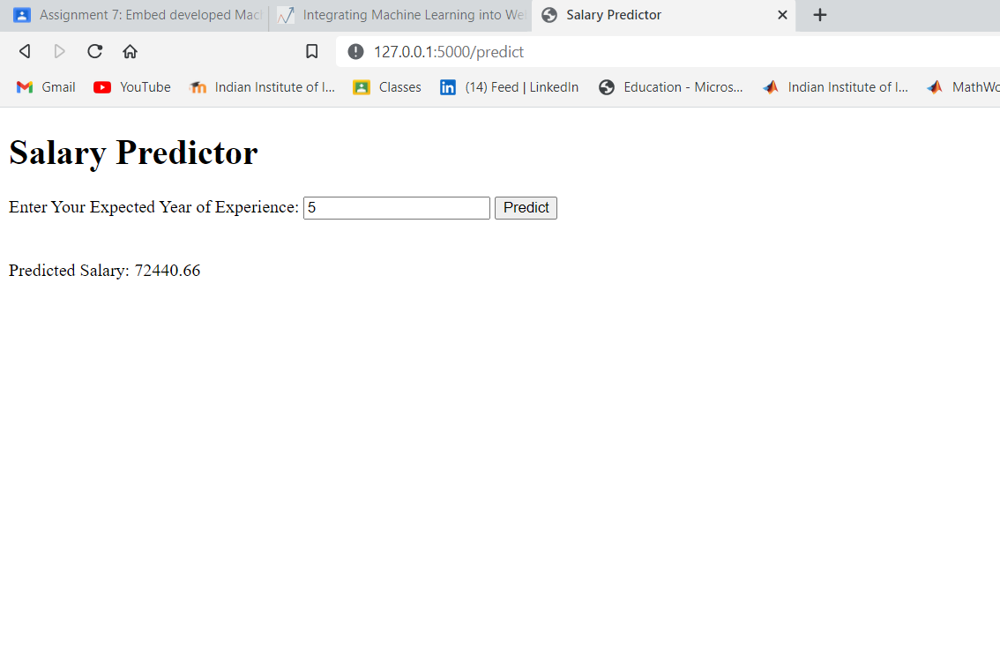 Assignment 7: Embed developed Mach
Integrating Machine Learning into We
Salary Predictor
127.0.0.1:5000/predict
Gmail
YouTube
Indian Institute of I...
Classes
in (14) Feed | LinkedIn
Education - Micros...
Indian Institute of I...
MathWo
Salary Predictor
Enter Your Expected Year of Experience: 5 Predict
Predicted Salary: 72440.66